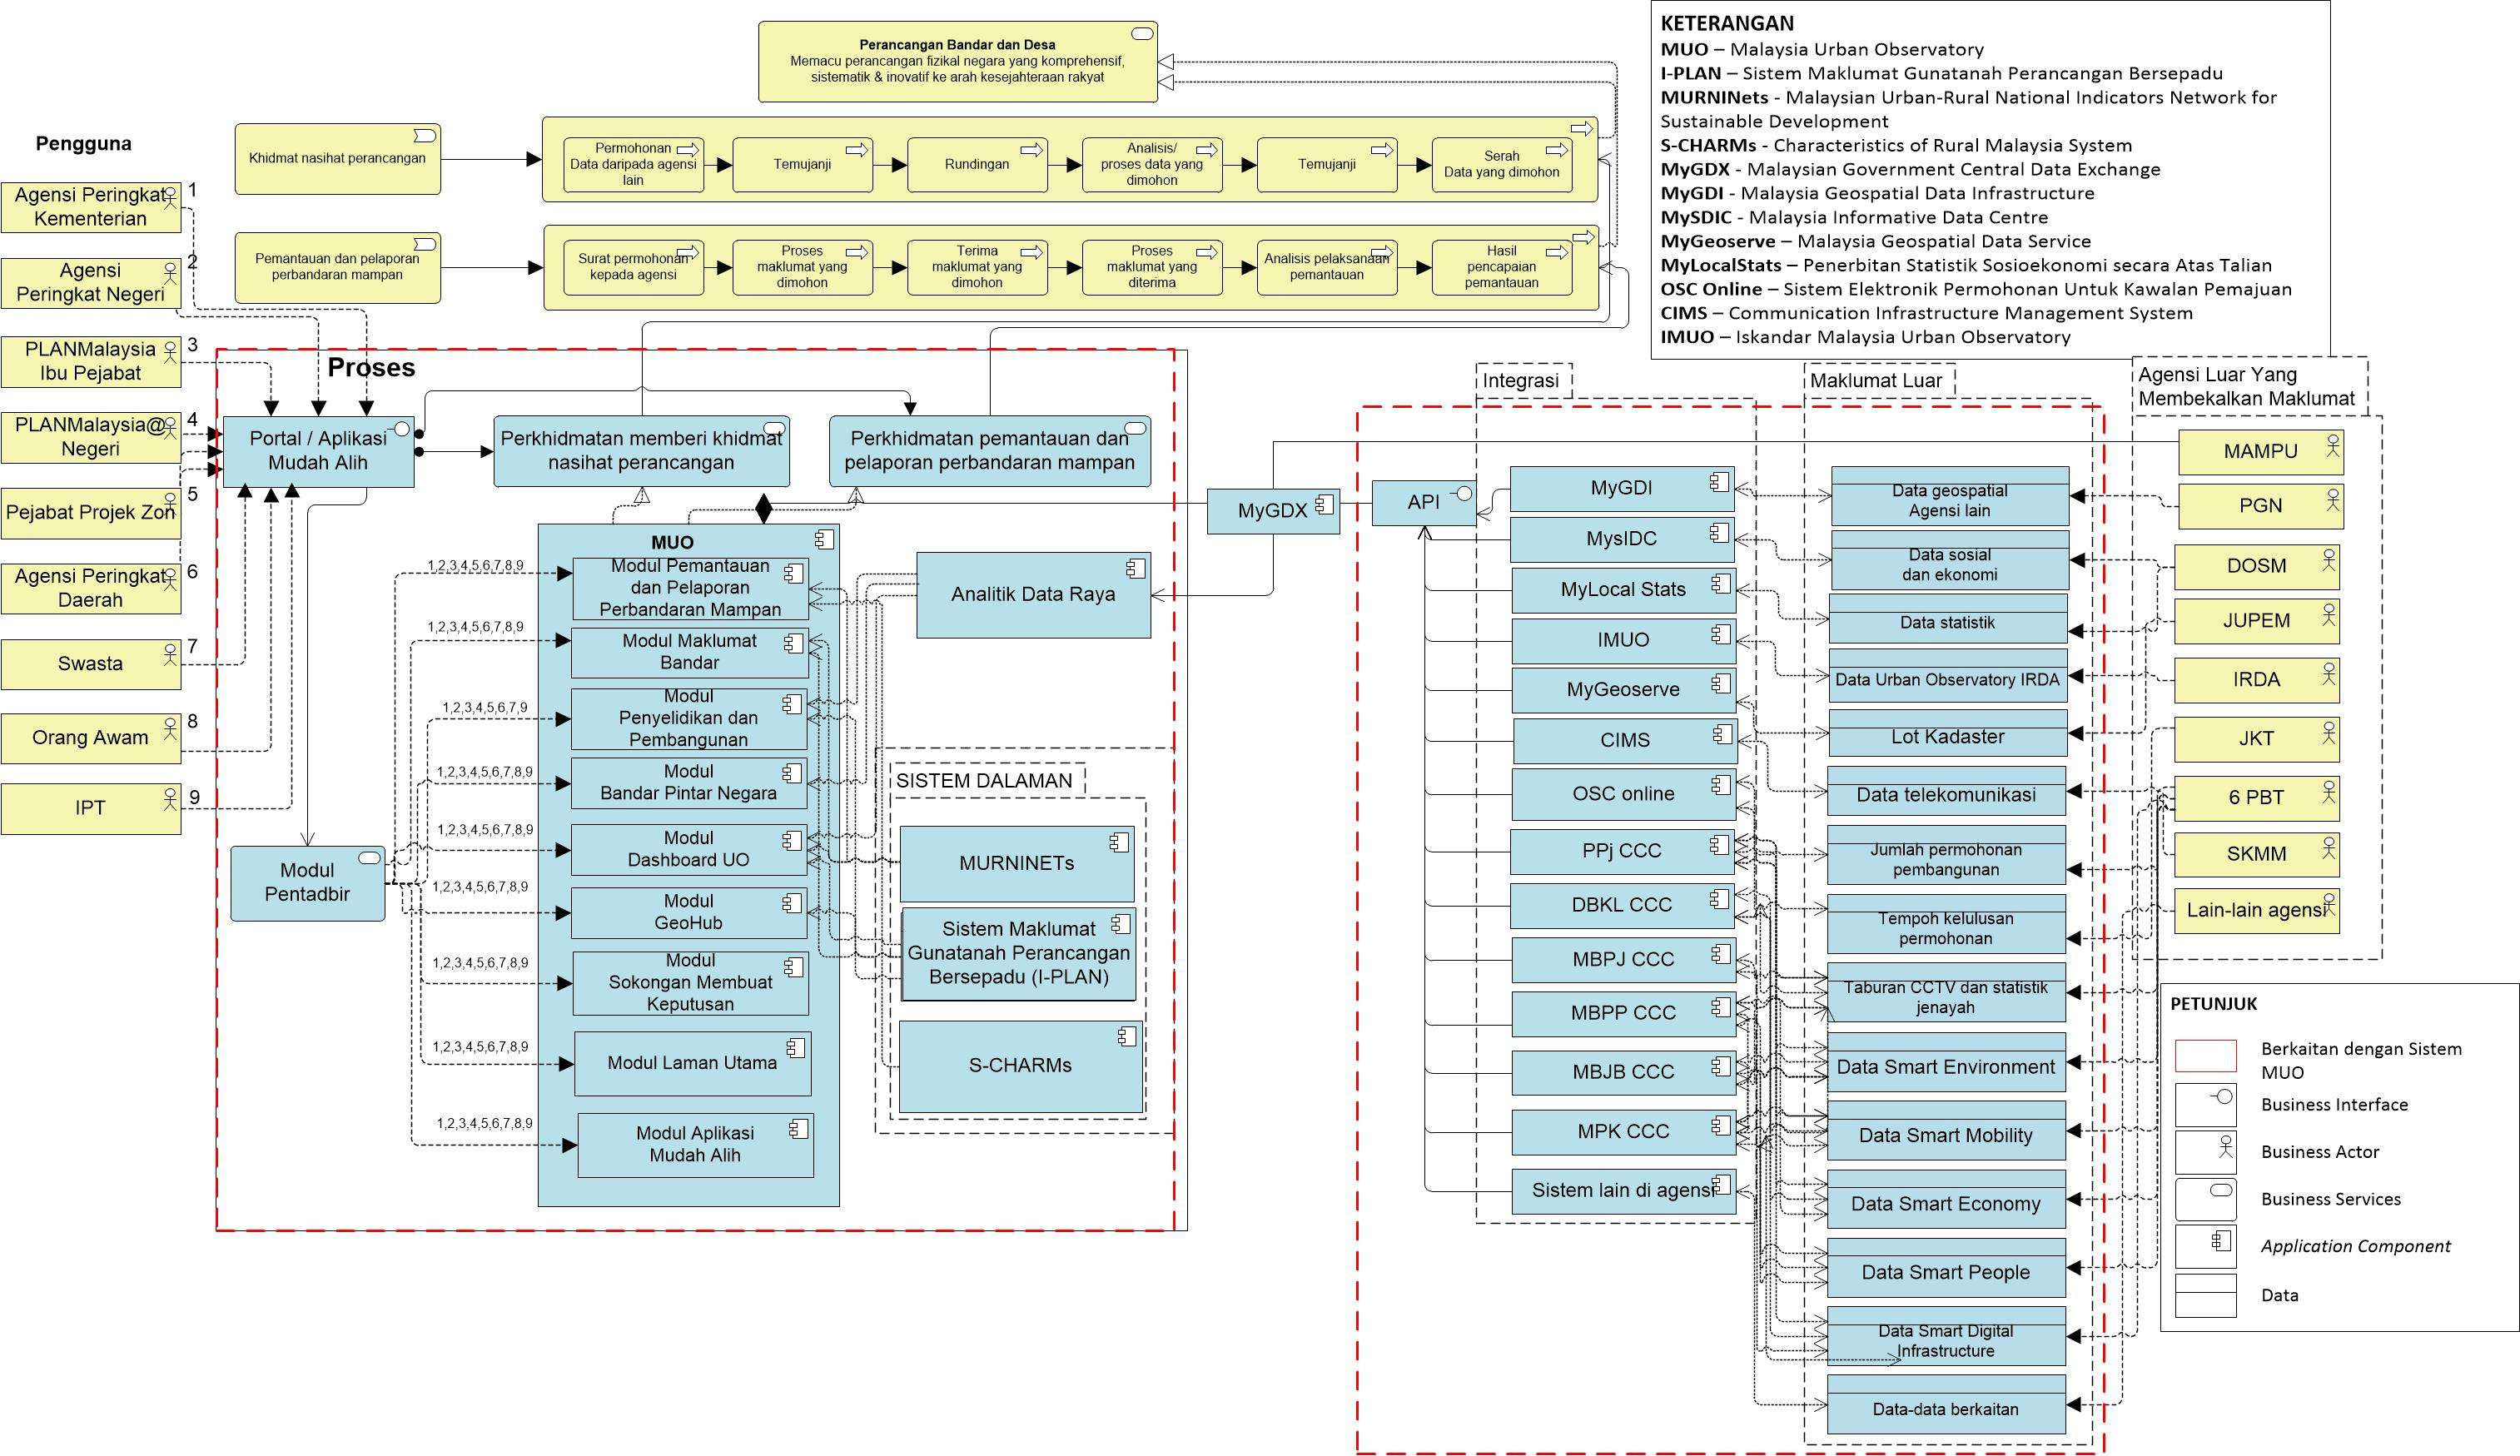 Perancangan Bandar dan Desa
Memacu perancangan fizikal negara yang komprehensif,
sistematik & inovatif ke arah kesejahteraan rakyat
KETERANGAN
MUO – Malaysia Urban Observatory
I-PLAN – Sistem Maklumat Gunatanah Perancangan Bersepadu
MURNINets - Malaysian Urban-Rural National Indicators Network for
Sustainable Development
S-CHARMs - Characteristics of Rural Malaysia System
MyGDX - Malaysian Government Central Data Exchange
MyGDI - Malaysia Geospatial Data Infrastructure
MySDIC - Malaysia Informative Data Centre
MyGeoserve – Malaysia Geospatial Data Service
MyLocalStats – Penerbitan Statistik Sosioekonomi secara Atas Talian
OSC Online – Sistem Elektronik Permohonan Untuk Kawalan Pemajuan
CIMS – Communication Infrastructure Management System
IMUO – Iskandar Malaysia Urban Observatory
Khidmat nasihat perancangan
Permohonan
Data daripada agensi
lain
Temujanji
Rundingan
Analisis/
proses data yang
dimohon
Temujanji
Serah
Data yang dimohon
Pemantauan dan pelaporan
perbandaran mampan
Surat permohonan
kepada agensi
Proses
maklumat yang
dimohon
Terima
maklumat yang
dimohon
Proses
maklumat yang
diterima
Analisis pelaksanaan
pemantauan
Hasil
pencapaian
pemantauan
Pengguna
Agensi Peringkat
Kementerian
1
Agensi
Peringkat Negeri
2
PLANMalaysia
Ibu Pejabat
3
PLANMalaysia@
Negeri
4
Pejabat Projek Zon
5
Agensi Peringkat
Daerah
6
Swasta
7
Orang Awam
8
IPT
9
Proses
Portal / Aplikasi
Mudah Alih
Perkhidmatan memberi khidmat
nasihat perancangan
Perkhidmatan pemantauan dan
pelaporan perbandaran mampan
Modul
Pentadbir
MUO
1,2,3,4,5,6,7,8,9
Modul Pemantauan
dan Pelaporan
Perbandaran Mampan
1,2,3,4,5,6,7,8,9
Modul Maklumat
Bandar
1,2,3,4,5,6,7,9
Modul
Penyelidikan dan
Pembangunan
1,2,3,4,5,6,7,8,9
Modul
Bandar Pintar Negara
1,2,3,4,5,6,7,8,9
Modul
Dashboard UO
1,2,3,4,5,6,7,8,9
Modul
GeoHub
1,2,3,4,5,6,7,8,9
Modul
Sokongan Membuat
Keputusan
1,2,3,4,5,6,7,8,9
Modul Laman Utama
1,2,3,4,5,6,7,8,9
Modul Aplikasi
Mudah Alih
Analitik Data Raya
SISTEM DALAMAN
MURNINETs
Sistem Maklumat
Gunatanah Perancangan
Bersepadu (I-PLAN)
S-CHARMs
MyGDX
API
Integrasi
MyGDI
MysIDC
MyLocal Stats
IMUO
MyGeoserve
CIMS
OSC online
PPj CCC
DBKL CCC
MBPJ CCC
MBPP CCC
MBJB CCC
MPK CCC
Sistem lain di agensi
Maklumat Luar
Data geospatial
Agensi lain
Data sosial
dan ekonomi
Data statistik
Data Urban Observatory IRDA
Lot Kadaster
Data telekomunikasi
Jumlah permohonan
pembangunan
Tempoh kelulusan
permohonan
Taburan CCTV dan statistik
jenayah
Data Smart Environment
Data Smart Mobility
Data Smart Economy
Data Smart People
Data Smart Digital
Infrastructure
Data-data berkaitan
Agensi Luar Yang
Membekalkan Maklumat
MAMPU
PGN
DOSM
JUPEM
IRDA
JKT
6 PBT
SKMM
Lain-lain agensi
PETUNJUK
Berkaitan dengan Sistem
MUO
Business Interface
Business Actor
Business Services
Application Component
Data